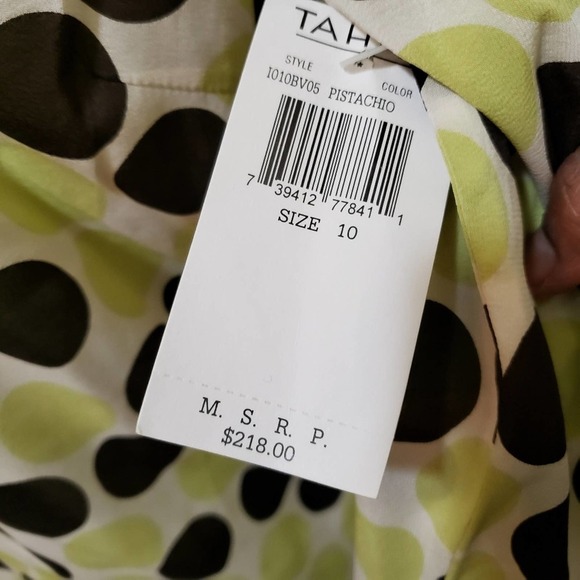 TAH
STYLE COLOR
I010BV05 PISTACHIO
7 39412 77841 1
SIZE 10
M. S. R. P.
$218.00